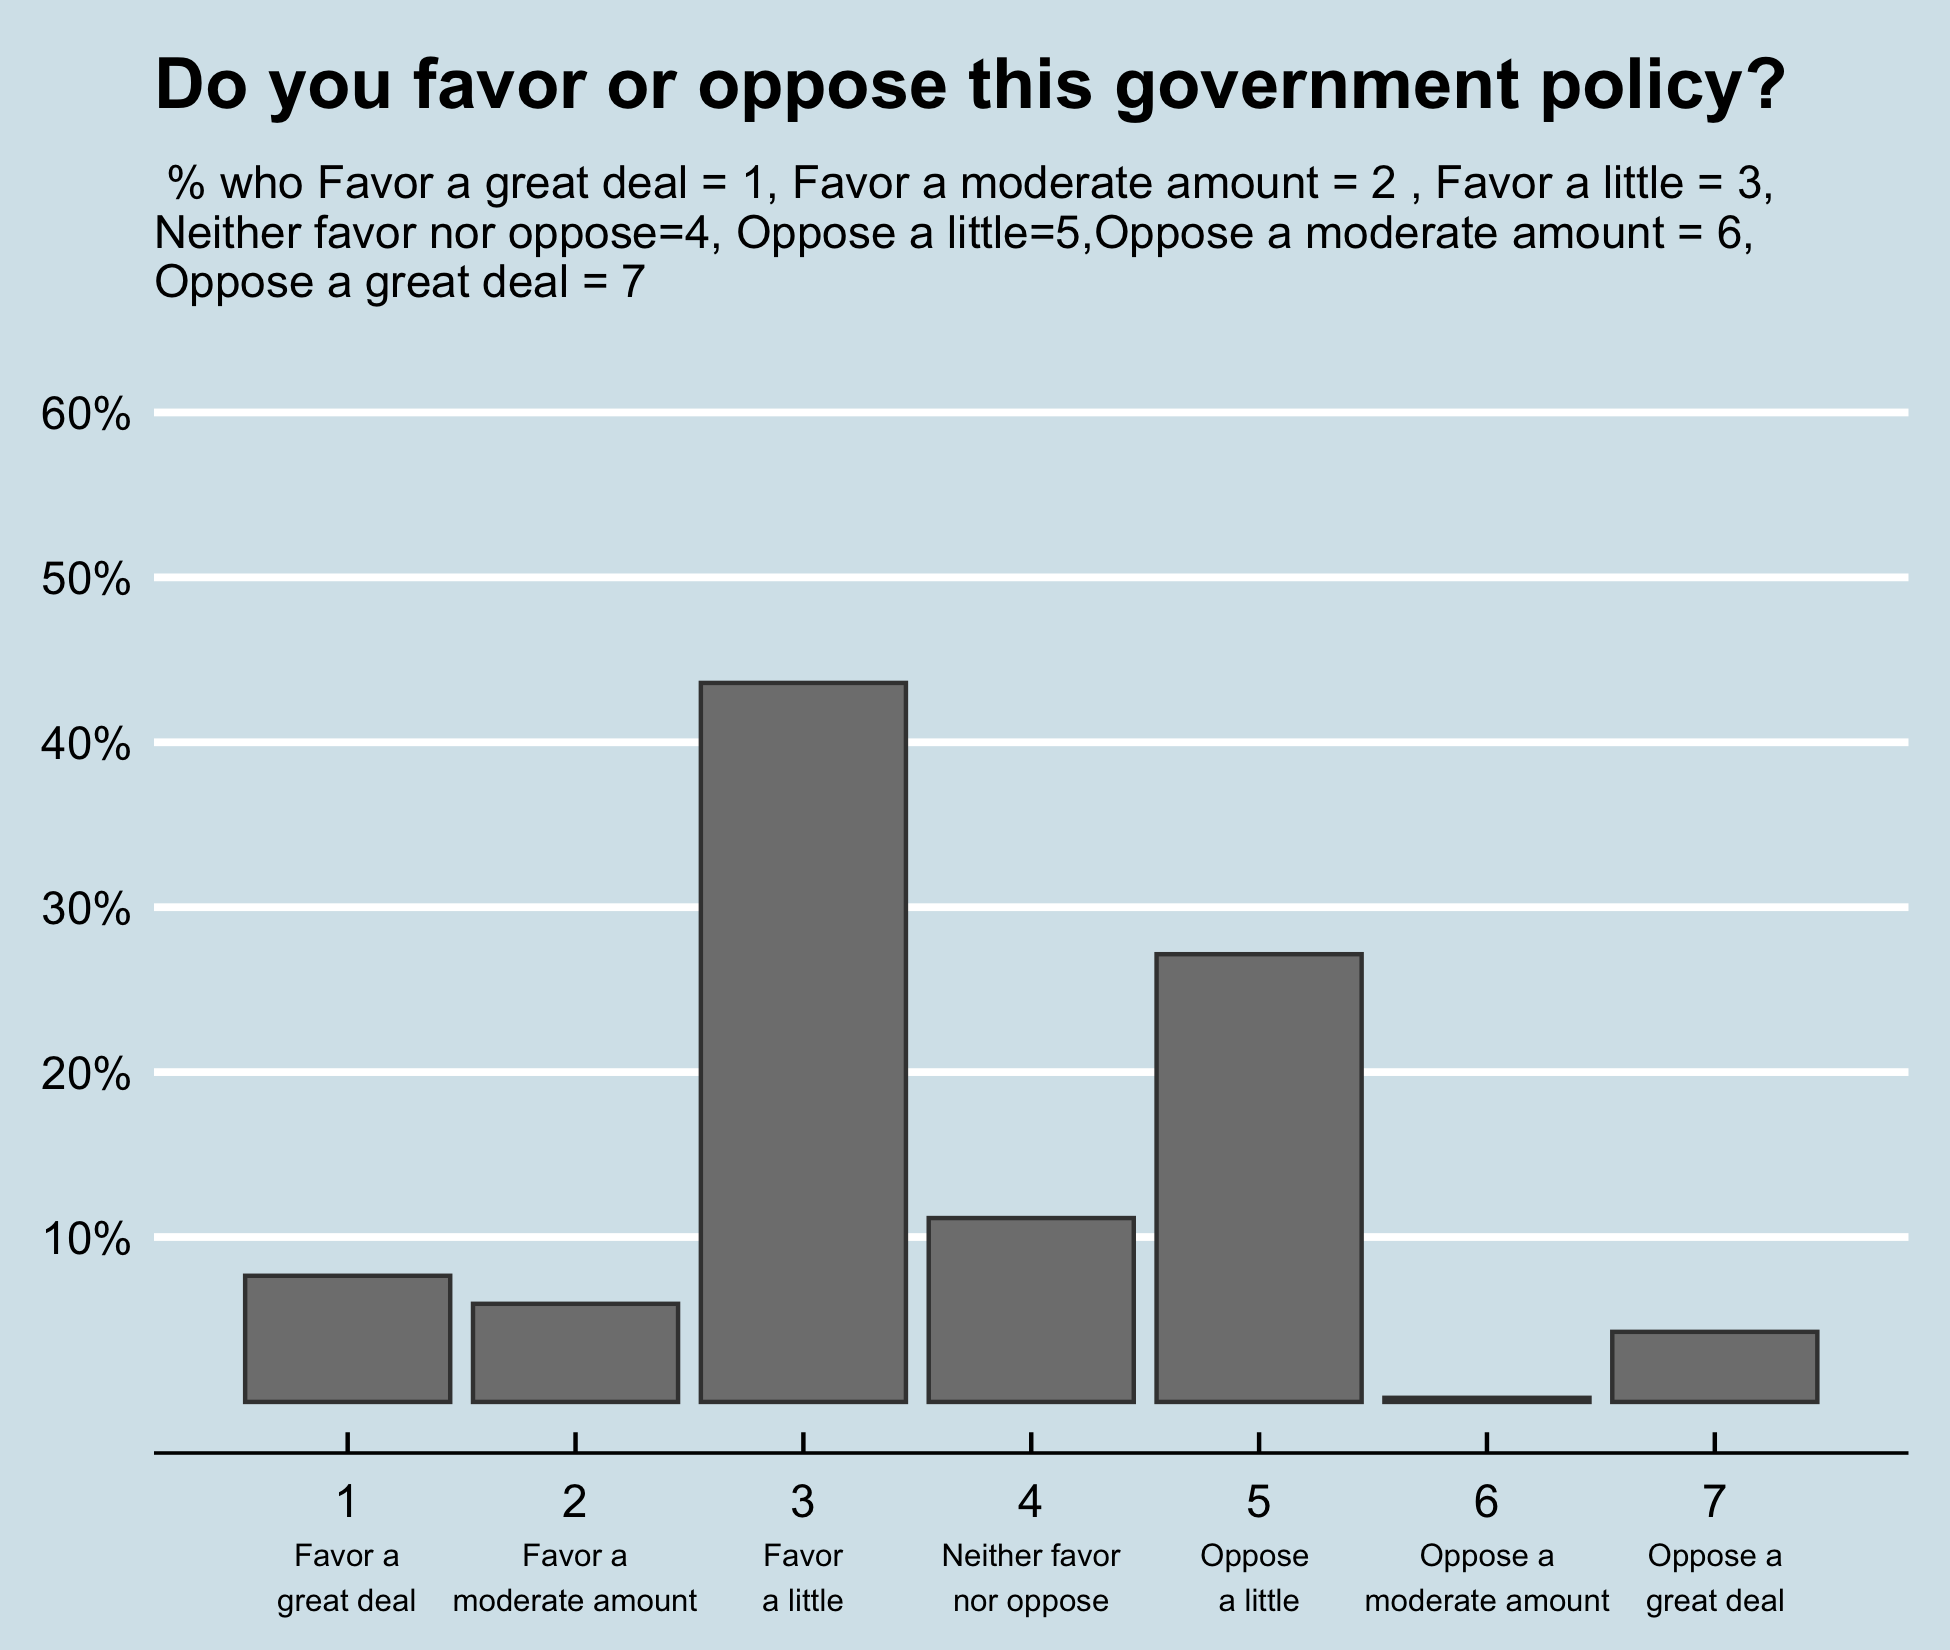 Do you favor or oppose this government policy?
% who Favor a great deal = 1, Favor a moderate amount = 2 , Favor a little = 3,
Neither favor nor oppose=4, Oppose a little=5,Oppose a moderate amount = 6,
Oppose a great deal = 7
60%
50%
40%
30%
20%
10%
1 2 3 4 5 6 7
Favor a Favor a Favor Neither favor Oppose Oppose a Oppose a
great deal moderate amount a little nor oppose a little moderate amount great deal